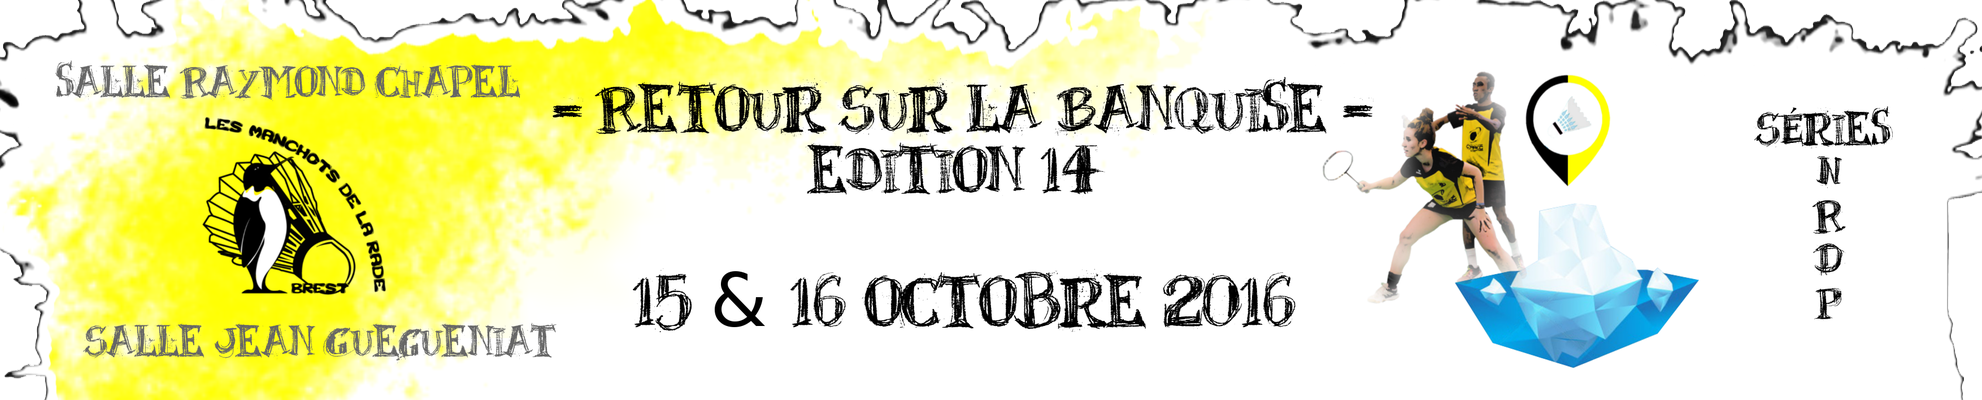 SALLE RAYMOND CHAPEL
LES MANCHOTS DE LA RADE
BREST
SALLE JEAN GUEGUENIAT
= RETOUR SUR LA BANQUISE =
EDITION 14
15 & 16 OCTOBRE 2016
SÉRIES
N
R
D
P